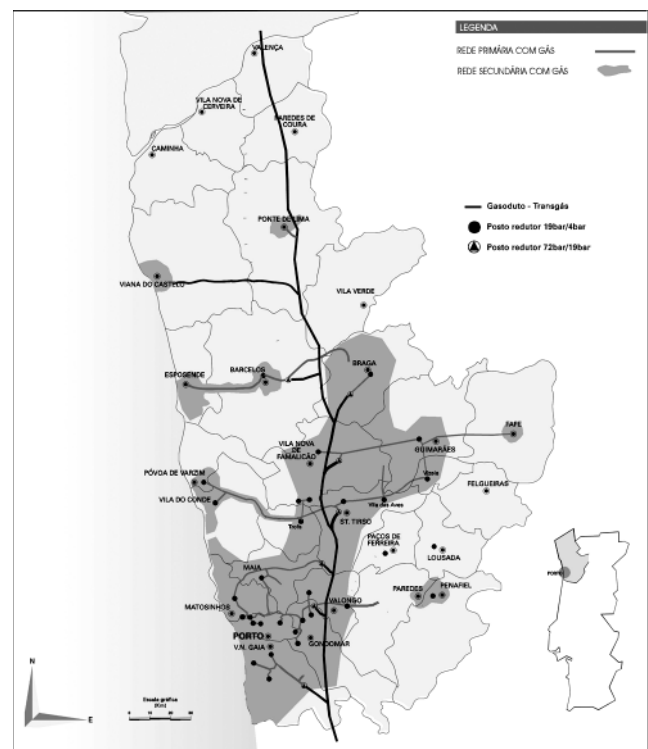 LEGENDA
REDE PRIMÁRIA COM GÁS
REDE SECUNDÁRIA COM GÁS
VALENÇA
VILA NOVA DE
CERVEIRA
PAREDES DE
COURA
CAMINHA
Gasoduto - Transgás
PONTE DE LIMA
Posto redutor 19bar/4bar
Posto redutor 72bar/19bar
VIANA DO CASTELO
VILA VERDE
ESPOSENDE
BARCELOS
BRAGA
FAFE
VILA NOVA
DE
FAMALICÃO
GUIMARÃES
PÓVOA DE VARZIM
Vizela
FELGUEIRAS
VILA DO CONDE
Vila das Aves
Trofa
ST. TIRSO
PAÇOS DE
FERREIRA
LOUSADA
MAIA
PAREDES
PENAFIEL
PORTO
MATOSINHOS
VALONGO
PORTO
GONDOMAR
V.N. GAIA
N
E
Escala gráfica
(Km)